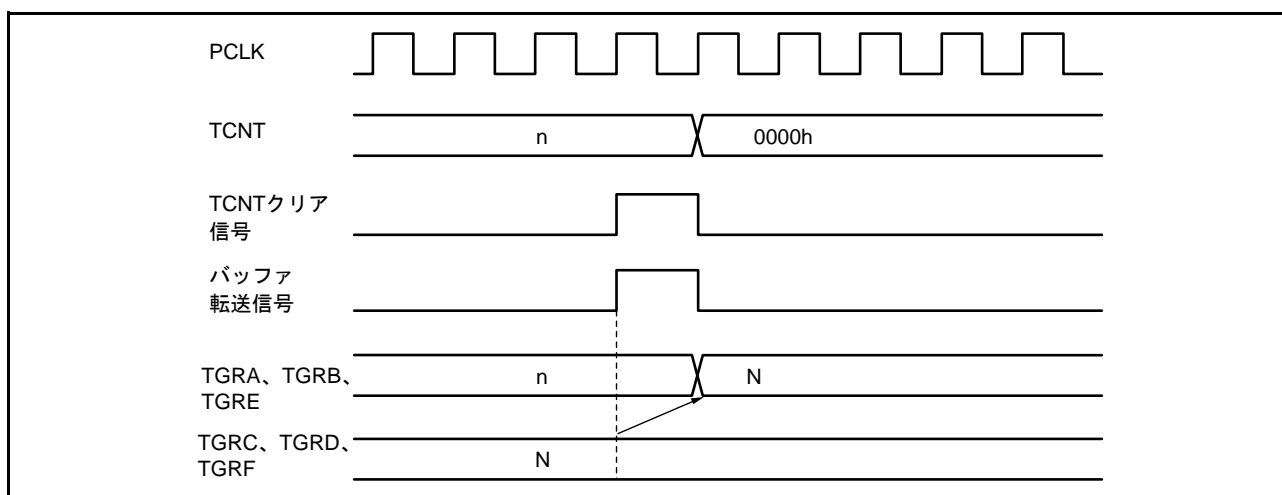 PCLK
TCNT
n
0000h
TCNTクリア
信号
バッファ
転送信号
TGRA、TGRB、
TGRE
n
N
TGRC、TGRD、
TGRF
N